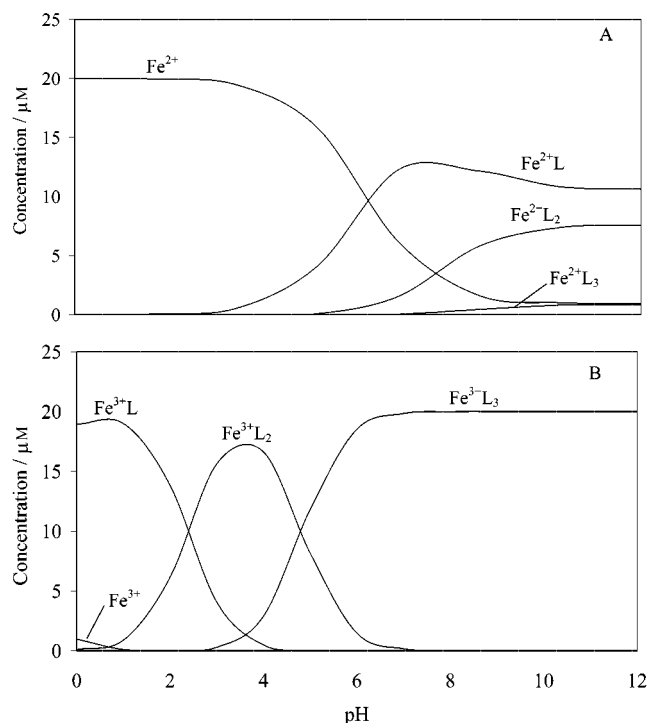 A
25
20
15
10
5
0
Concentration / µM
Fe²⁺
Fe²⁺L
Fe²⁻L₂
Fe²⁺L₃
B
25
20
15
10
5
0
Concentration / µM
Fe³⁺L
Fe³⁺L₂
Fe³⁻L₃
Fe³⁺
0 2 4 6 8 10 12
pH